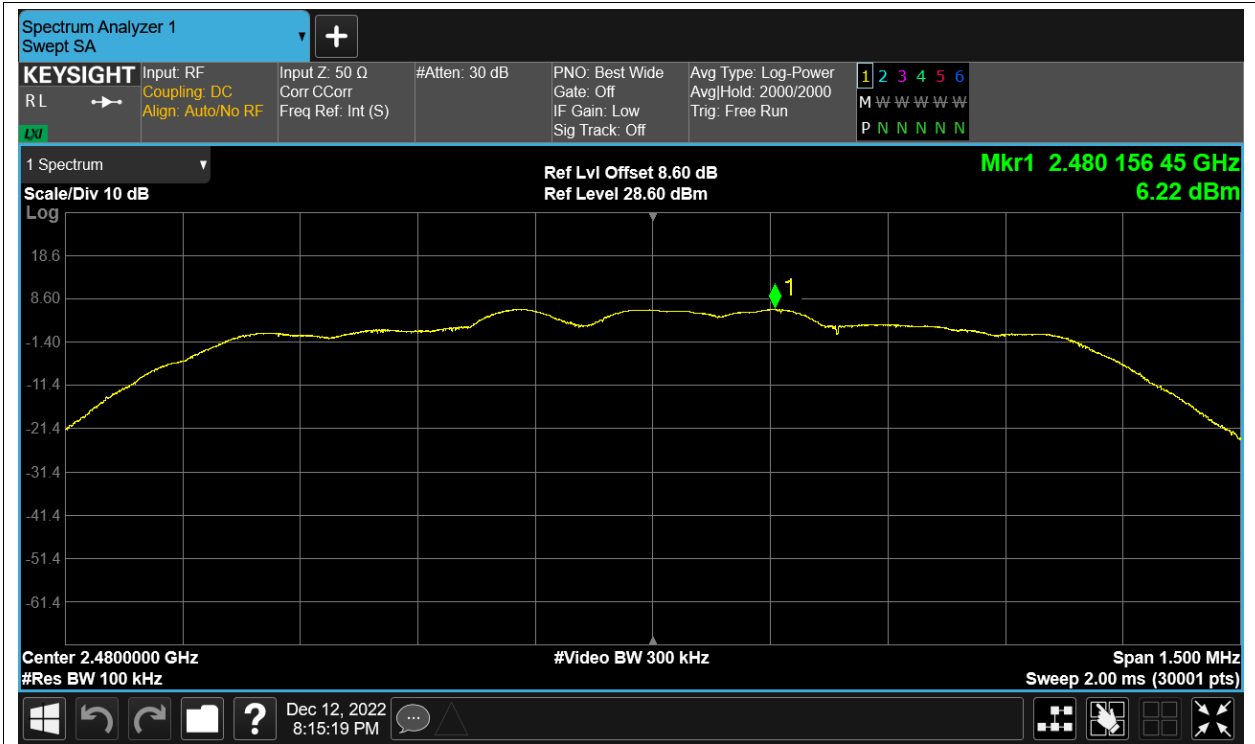 Spectrum Analyzer 1
Swept SA
KEYSIGHT
R L
LXI
Input: RF
Coupling: DC
Align: Auto/No RF
Input Z: 50 Ω
Corr CCorr
Freq Ref: Int (S)
#Atten: 30 dB
PNO: Best Wide
Gate: Off
IF Gain: Low
Sig Track: Off
Avg Type: Log-Power
Avg|Hold: 2000/2000
Trig: Free Run
1 2 3 4 5 6
M W W W W W
P N N N N N
1 Spectrum
Scale/Div 10 dB
Log
Ref Lvl Offset 8.60 dB
Ref Level 28.60 dBm
Mkr1 2.480 156 45 GHz
6.22 dBm
18.6
8.60
-1.40
-11.4
-21.4
-31.4
-41.4
-51.4
-61.4
1
Center 2.4800000 GHz
#Res BW 100 kHz
#Video BW 300 kHz
Span 1.500 MHz
Sweep 2.00 ms (30001 pts)
?
Dec 12, 2022
8:15:19 PM